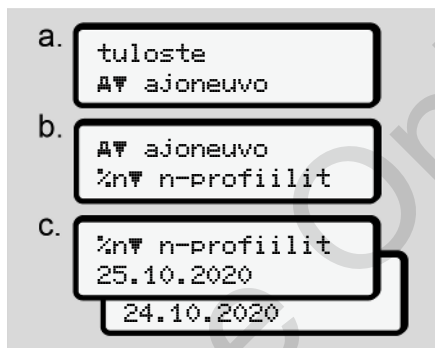 a.
tuloste
A▼ ajoneuvo
b.
A▼ ajoneuvo
%n▼ n-profiilit
c.
%n▼ n-profiilit
25.10.2020
24.10.2020